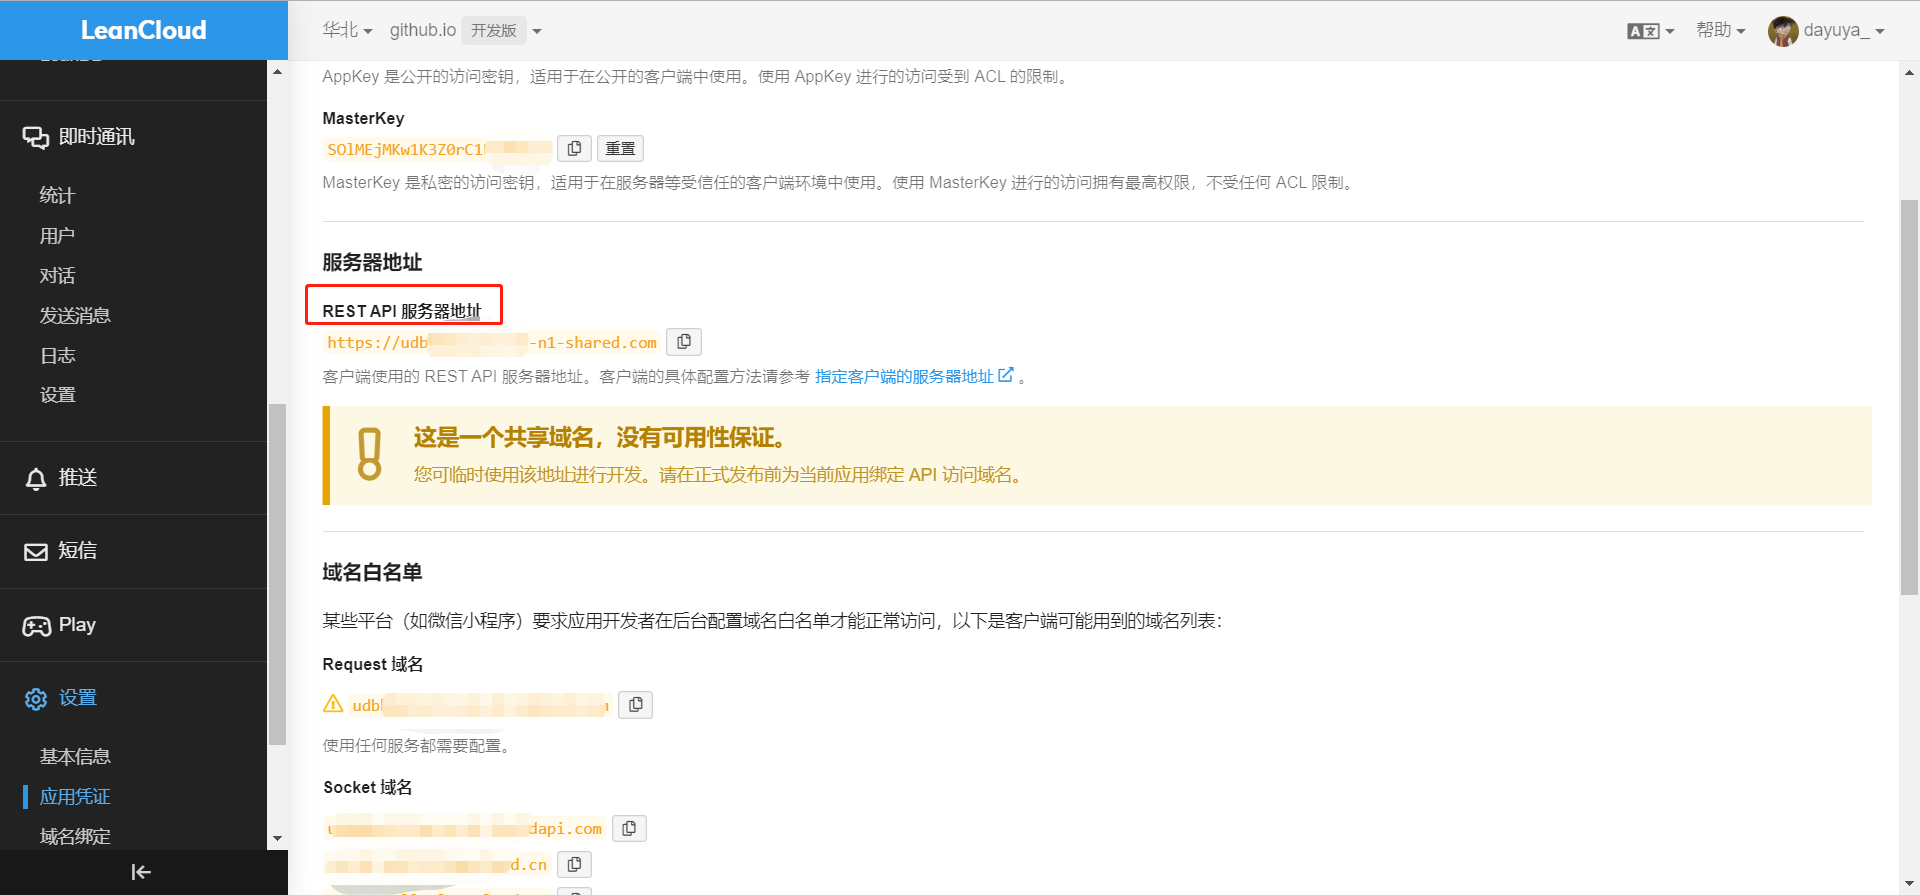 LeanCloud
华北
github.io
开发版
帮助
dayuya_
即时通讯
统计
用户
对话
发送消息
日志
设置
推送
短信
Play
设置
基本信息
应用凭证
域名绑定
AppKey 是公开的访问密钥，适用于在公开的客户端中使用。使用 AppKey 进行的访问受到 ACL 的限制。
MasterKey
重置
MasterKey 是私密的访问密钥，适用于在服务器等受信任的客户端环境中使用。使用 MasterKey 进行的访问拥有最高权限，不受任何 ACL 限制。
服务器地址
REST API 服务器地址
https://udb -n1-shared.com
客户端使用的 REST API 服务器地址。客户端的具体配置方法请参考 指定客户端的服务器地址 。
这是一个共享域名，没有可用性保证。
您可临时使用该地址进行开发。请在正式发布前为当前应用绑定 API 访问域名。
域名白名单
某些平台（如微信小程序）要求应用开发者在后台配置域名白名单才能正常访问，以下是客户端可能用到的域名列表：
Request 域名
udb
使用任何服务都需要配置。
Socket 域名
dapi.com
d.cn